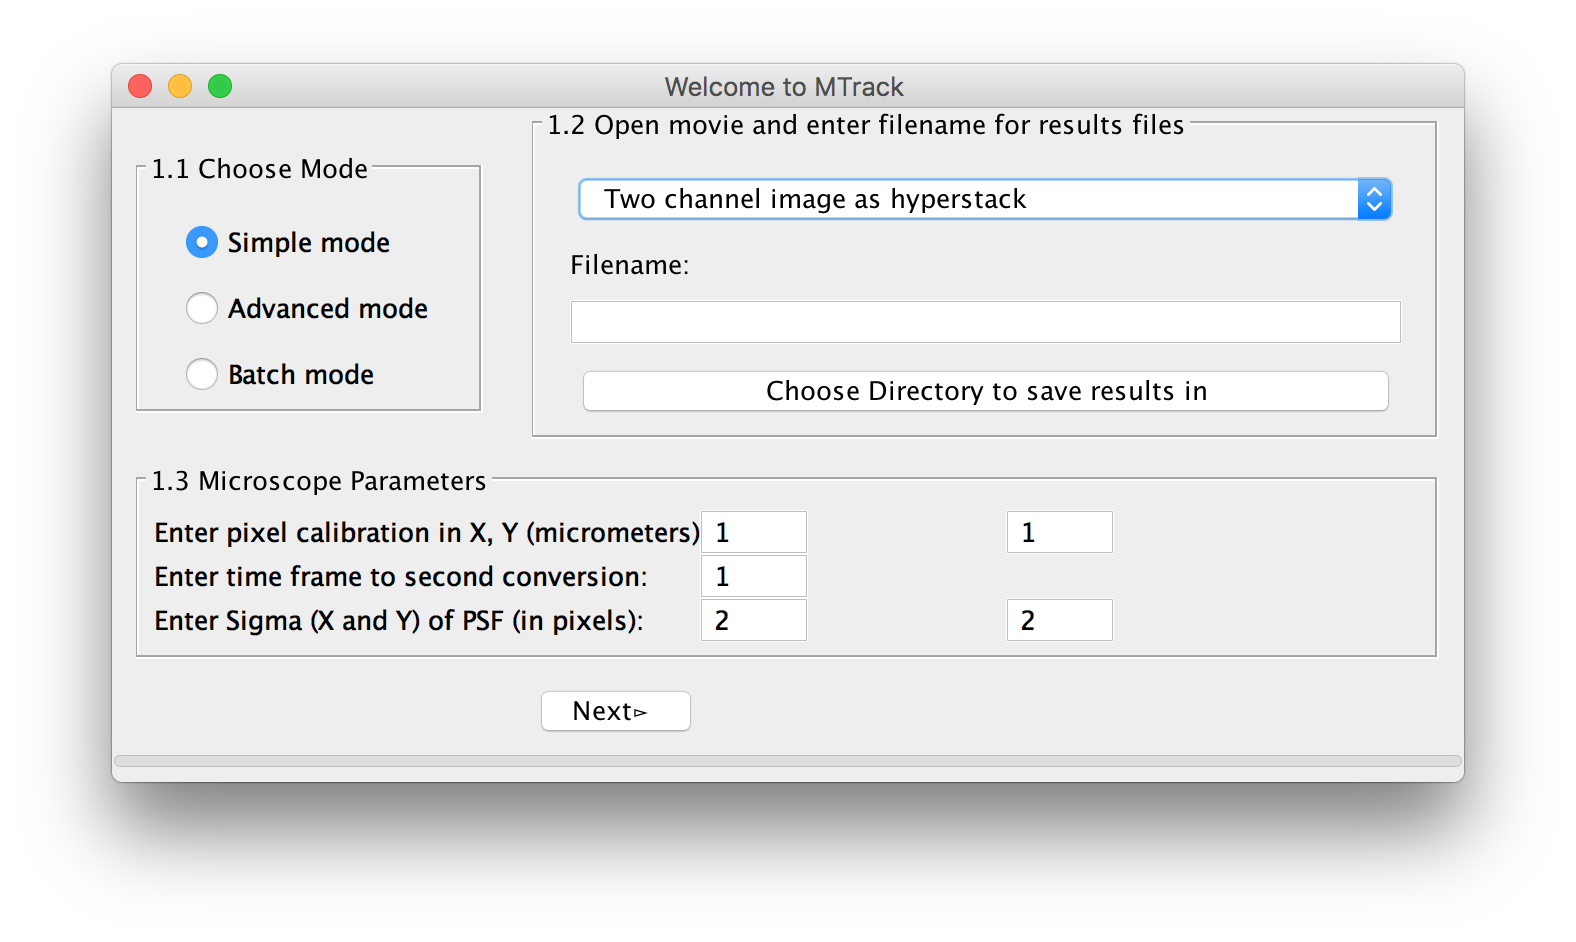 Welcome to MTrack
1.1 Choose Mode
Simple mode
Advanced mode
Batch mode
1.2 Open movie and enter filename for results files
Two channel image as hyperstack
Filename:
Choose Directory to save results in
1.3 Microscope Parameters
Enter pixel calibration in X, Y (micrometers) 1 1
Enter time frame to second conversion: 1
Enter Sigma (X and Y) of PSF (in pixels): 2 2
Next▻